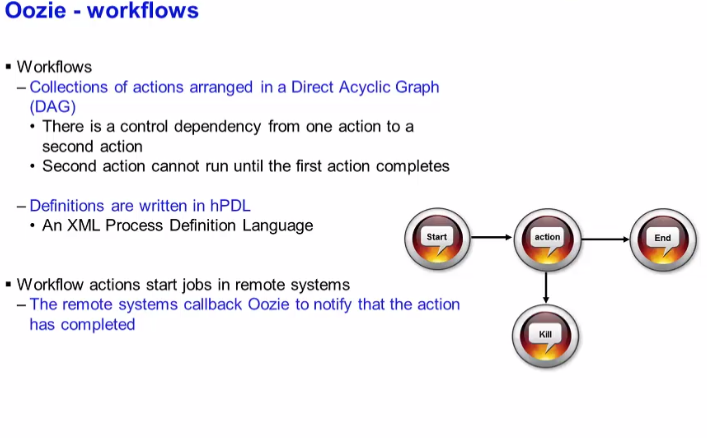 Oozie - workflows
▪ Workflows
– Collections of actions arranged in a Direct Acyclic Graph
(DAG)
• There is a control dependency from one action to a
second action
• Second action cannot run until the first action completes
– Definitions are written in hPDL
• An XML Process Definition Language
Start
action
End
▪ Workflow actions start jobs in remote systems
– The remote systems callback Oozie to notify that the action
has completed
Kill